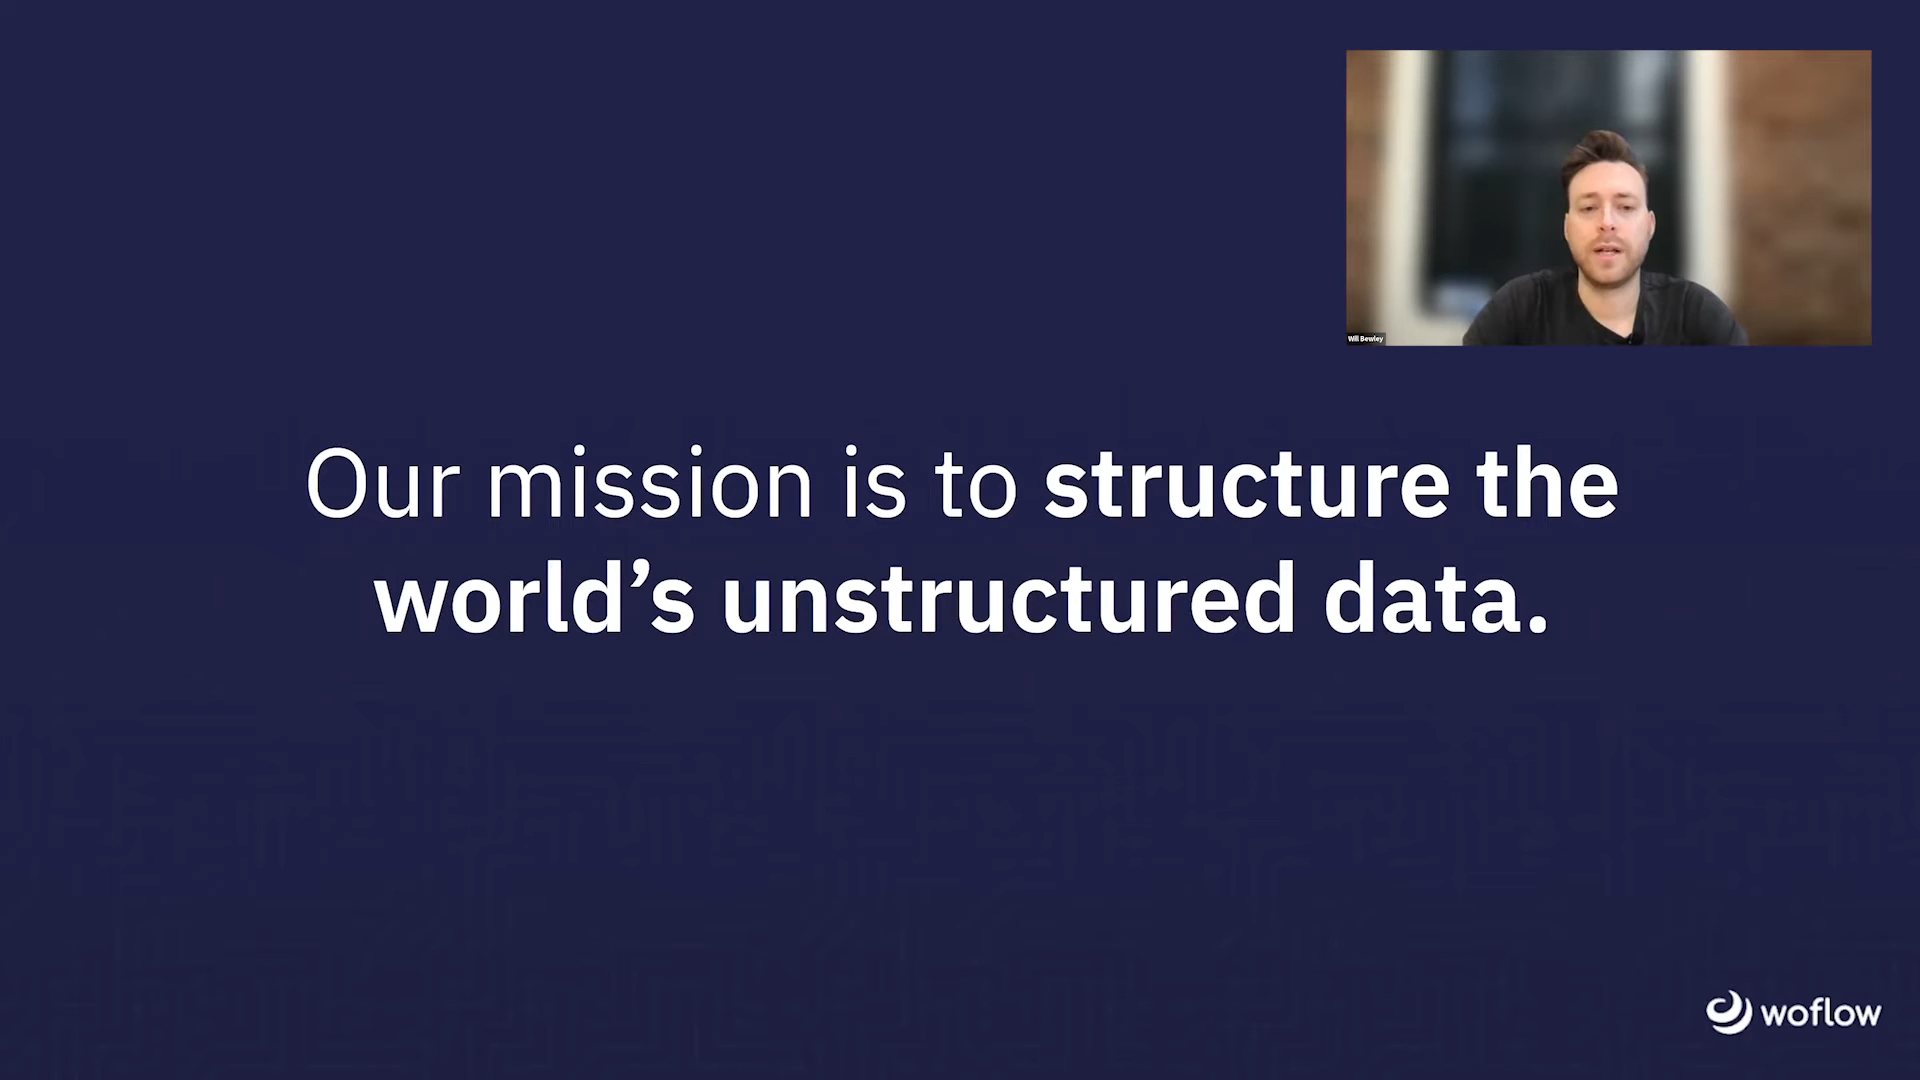 Will Bewley
Our mission is to structure the
world’s unstructured data.
woflow